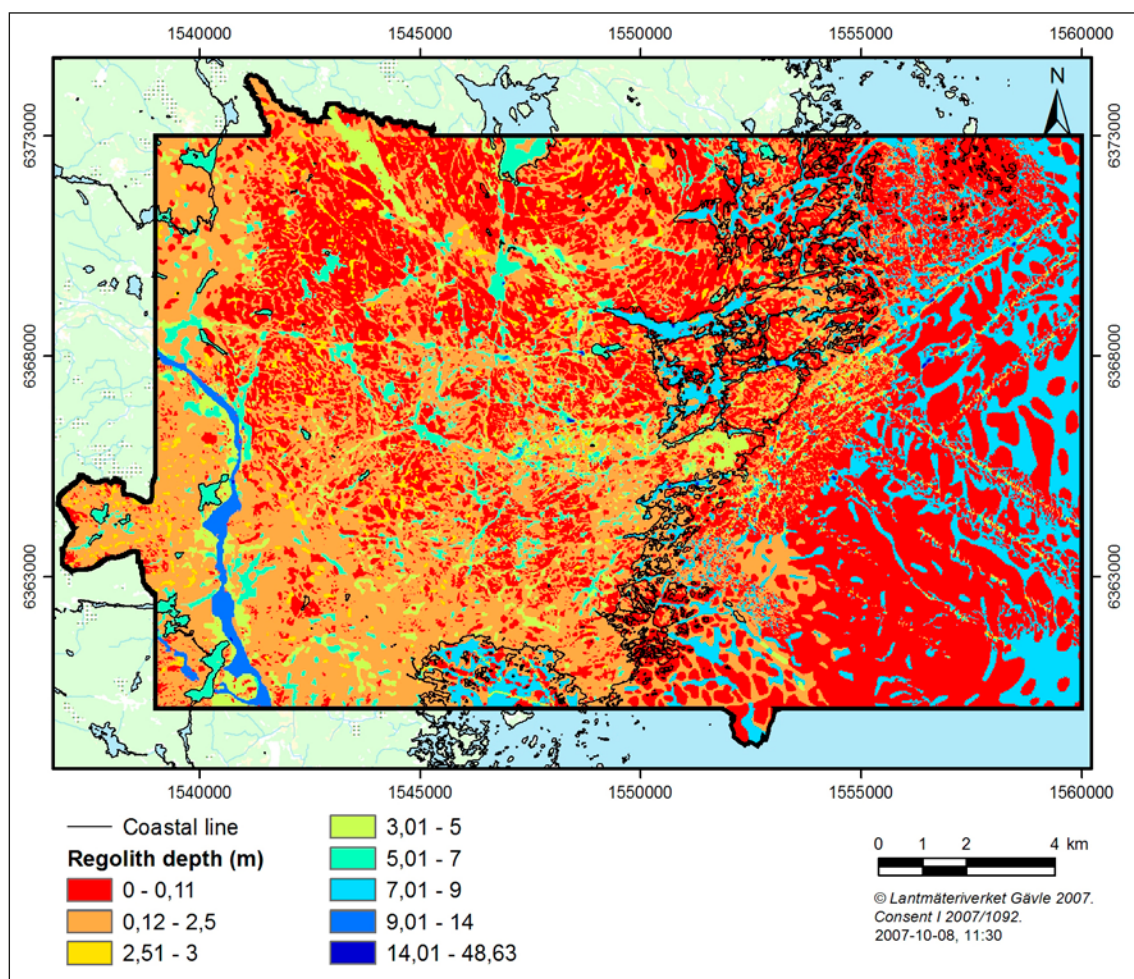 1540000 1545000 1550000 1555000 1560000
N
6373000 6373000
6368000 6368000
6363000 6363000
1540000 1545000 1550000 1555000 1560000
Coastal line
Regolith depth (m)
0 - 0,11
0,12 - 2,5
2,51 - 3
3,01 - 5
5,01 - 7
7,01 - 9
9,01 - 14
14,01 - 48,63
0 1 2 4 km
© Lantmäteriverket Gävle 2007.
Consent I 2007/1092.
2007-10-08, 11:30